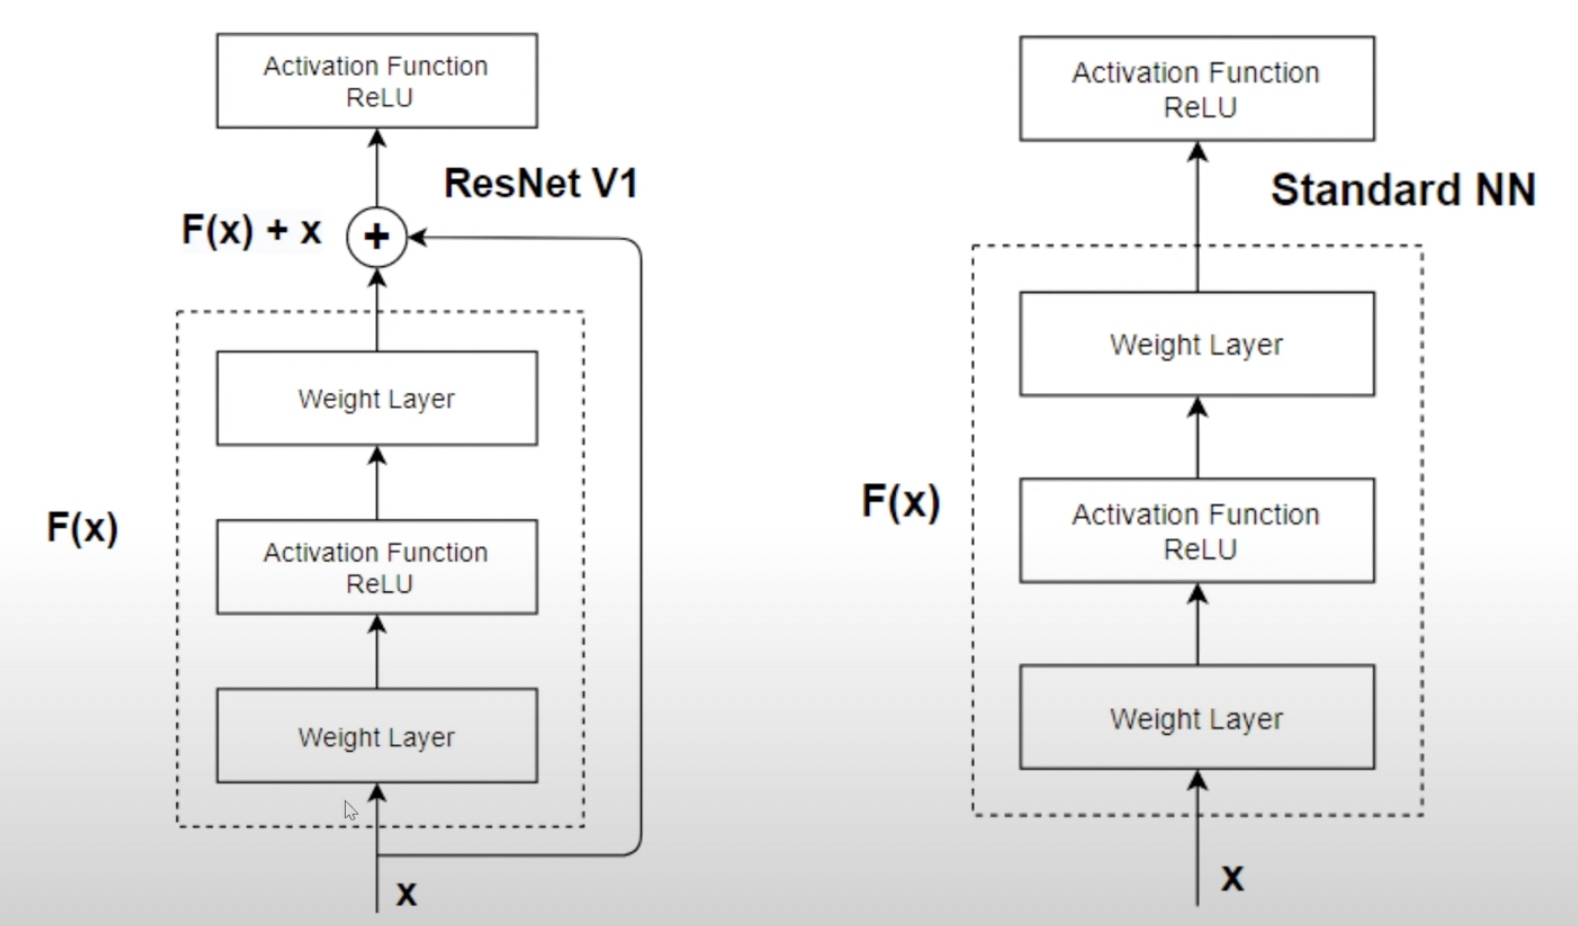 Activation Function
ReLU
ResNet V1
F(x) + x
+
Weight Layer
F(x)
Activation Function
ReLU
Weight Layer
x
Activation Function
ReLU
Standard NN
Weight Layer
F(x)
Activation Function
ReLU
Weight Layer
x